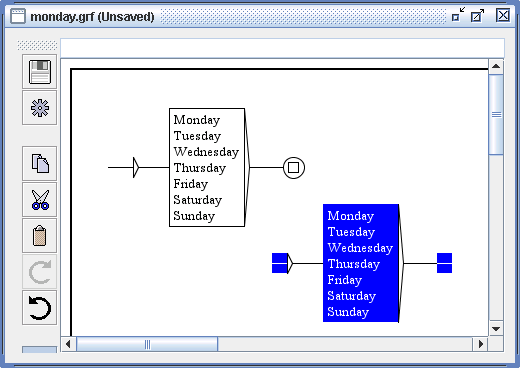 monday.grf (Unsaved)
Monday
Tuesday
Wednesday
Thursday
Friday
Saturday
Sunday
Monday
Tuesday
Wednesday
Thursday
Friday
Saturday
Sunday